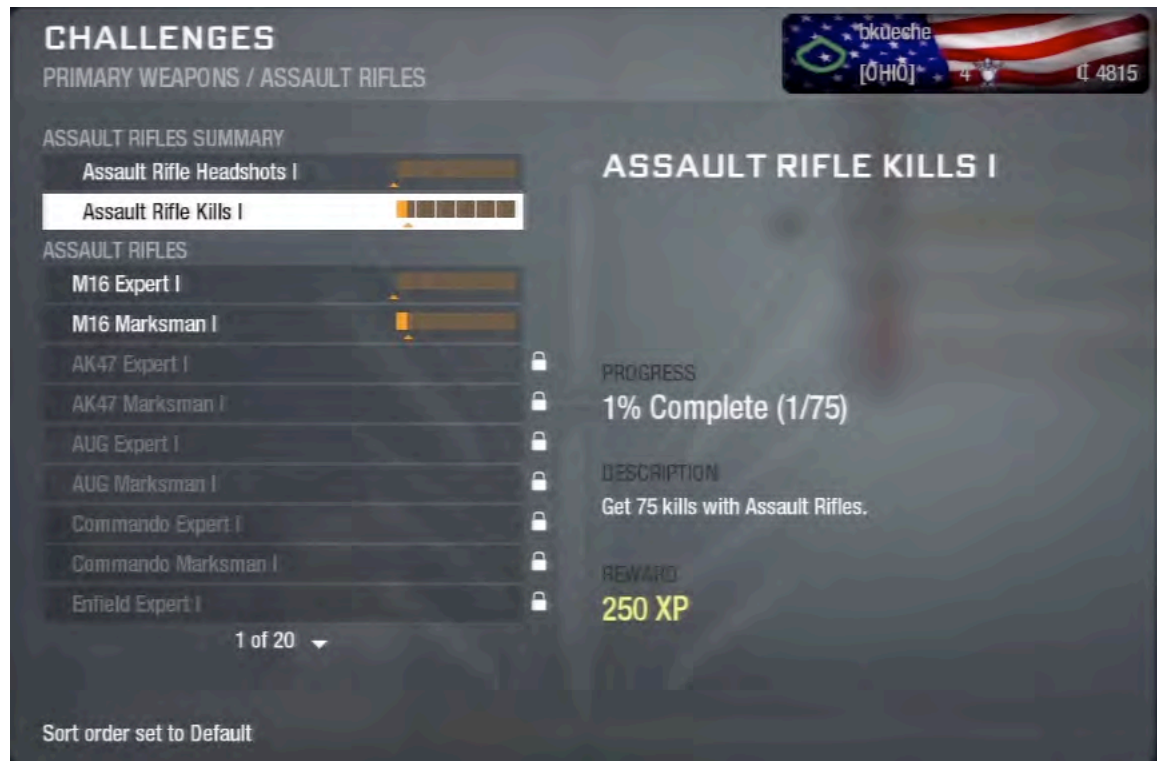 CHALLENGES
PRIMARY WEAPONS / ASSAULT RIFLES
bkueshe
[OHIO]
4
₵ 4815
ASSAULT RIFLES SUMMARY
Assault Rifle Headshots I
Assault Rifle Kills I
ASSAULT RIFLES
M16 Expert I
M16 Marksman I
AK47 Expert I
AK47 Marksman I
AUG Expert I
AUG Marksman I
Commando Expert I
Commando Marksman I
Enfield Expert I
1 of 20
Sort order set to Default
ASSAULT RIFLE KILLS I
PROGRESS
1% Complete (1/75)
DESCRIPTION
Get 75 kills with Assault Rifles.
REWARD
250 XP